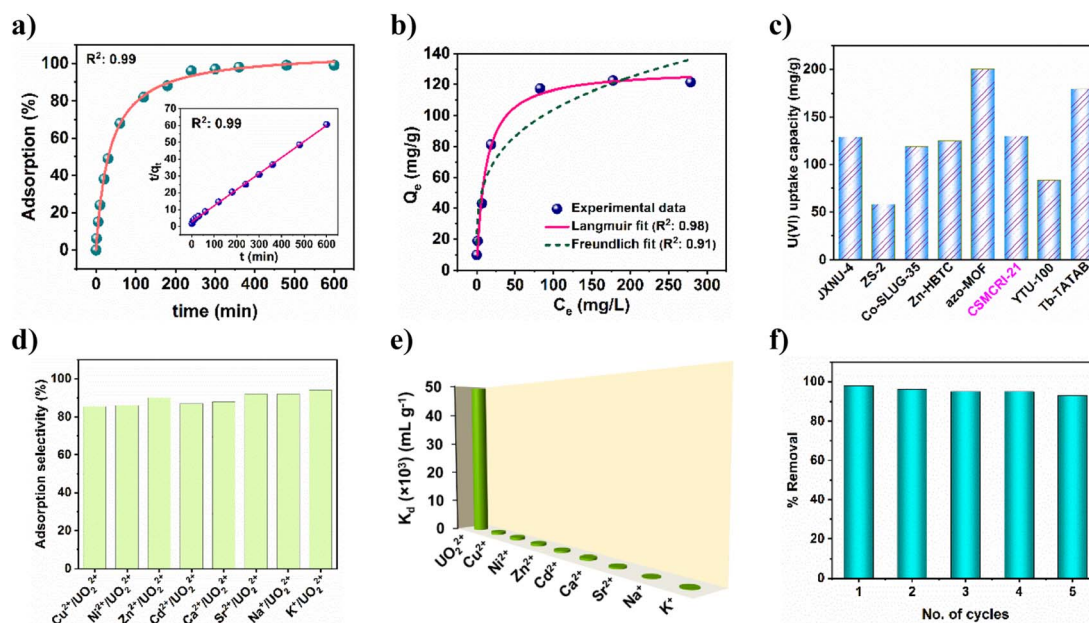 a)
R²: 0.99
Adsorption (%)
100
80
60
40
20
0
0 100 200 300 400 500 600
time (min)
R²: 0.99
t/qₜ
70
60
50
40
30
20
10
0
0 100 200 300 400 500 600
t (min)
b)
Qₑ (mg/g)
140
120
100
80
60
40
20
0
0 50 100 150 200 250 300
Cₑ (mg/L)
Experimental data
Langmuir fit (R²: 0.98)
Freundlich fit (R²: 0.91)
c)
U(VI) uptake capacity (mg/g)
200
150
100
50
0
JXNU-4
ZS-2
Co-SLUG-35
Zn-HBTC
azo-MOF
CSMCRI-21
YTU-100
Tb-TATAB
d)
Adsorption selectivity (%)
100
80
60
40
20
0
Cu²⁺/UO₂²⁺
Ni²⁺/UO₂²⁺
Zn²⁺/UO₂²⁺
Cd²⁺/UO₂²⁺
Ca²⁺/UO₂²⁺
Sr²⁺/UO₂²⁺
Na⁺/UO₂²⁺
K⁺/UO₂²⁺
e)
K_d (×10³) (mL g⁻¹)
50
40
30
20
10
0
UO₂²⁺
Cu²⁺
Ni²⁺
Zn²⁺
Cd²⁺
Ca²⁺
Sr²⁺
Na⁺
K⁺
f)
% Removal
100
80
60
40
20
0
1 2 3 4 5
No. of cycles